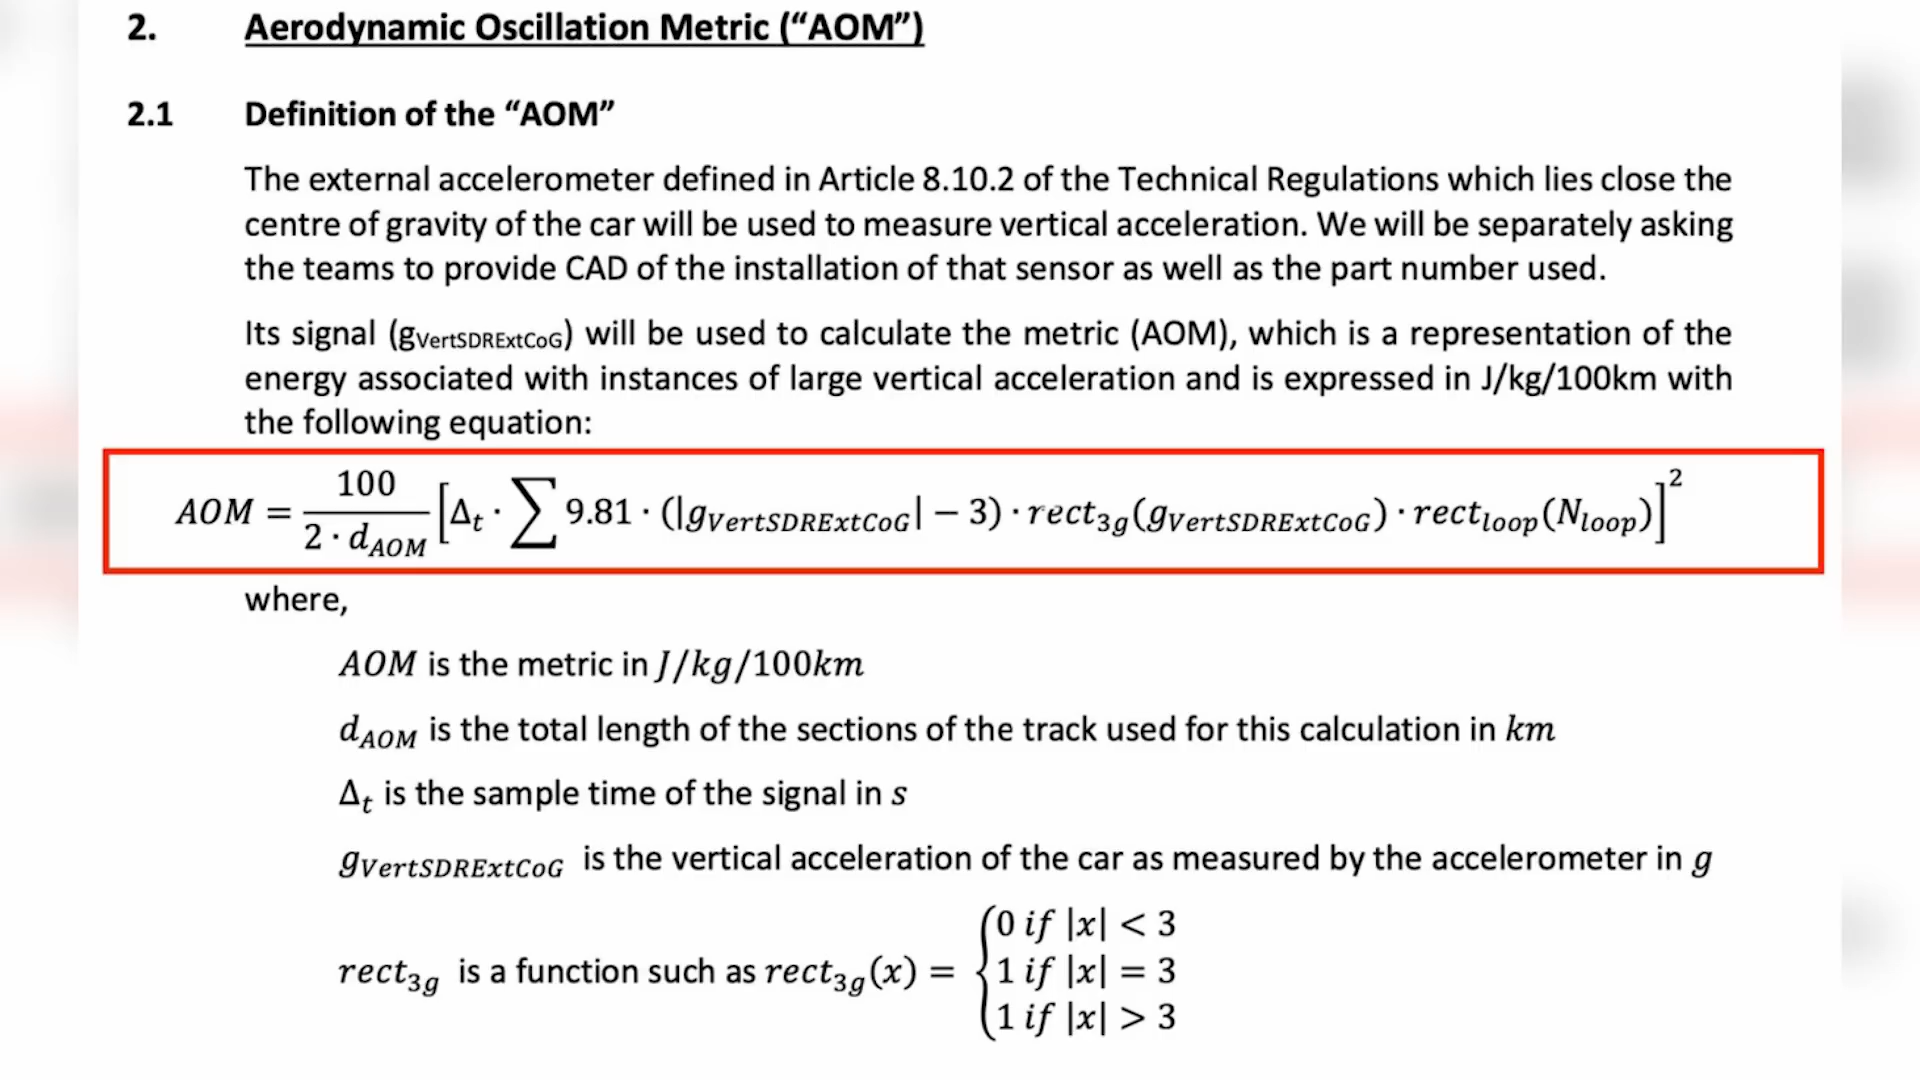 2. Aerodynamic Oscillation Metric (“AOM”)
2.1 Definition of the “AOM”
The external accelerometer defined in Article 8.10.2 of the Technical Regulations which lies close the
centre of gravity of the car will be used to measure vertical acceleration. We will be separately asking
the teams to provide CAD of the installation of that sensor as well as the part number used.
Its signal (gVertSDRExtCoG) will be used to calculate the metric (AOM), which is a representation of the
energy associated with instances of large vertical acceleration and is expressed in J/kg/100km with
the following equation:
AOM = 100 / 2 · d_AOM [Δt · ∑ 9.81 · (|gVertSDRExtCoG| − 3) · rect3g(gVertSDRExtCoG) · rectloop(Nloop)]²
where,
AOM is the metric in J/kg/100km
dAOM is the total length of the sections of the track used for this calculation in km
Δt is the sample time of the signal in s
gVertSDRExtCoG is the vertical acceleration of the car as measured by the accelerometer in g
rect3g is a function such as rect3g(x) = {0 if |x| < 3
1 if |x| = 3
1 if |x| > 3